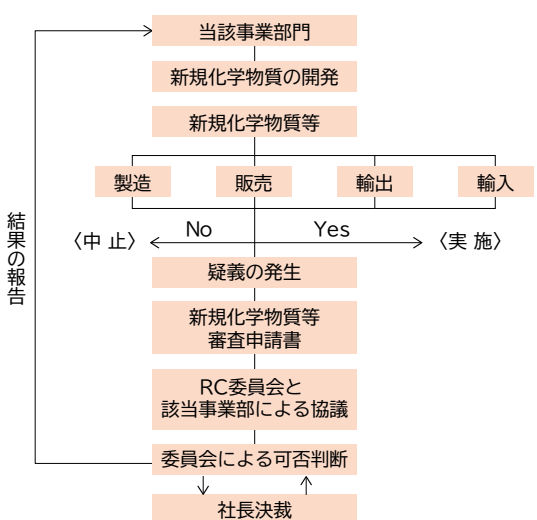 当該事業部門
新規化学物質の開発
新規化学物質等
製造
販売
輸出
輸入
No
Yes
〈中 止〉
〈実 施〉
疑義の発生
新規化学物質等
審査申請書
RC委員会と
該当事業部による協議
委員会による可否判断
社長決裁
結果の報告